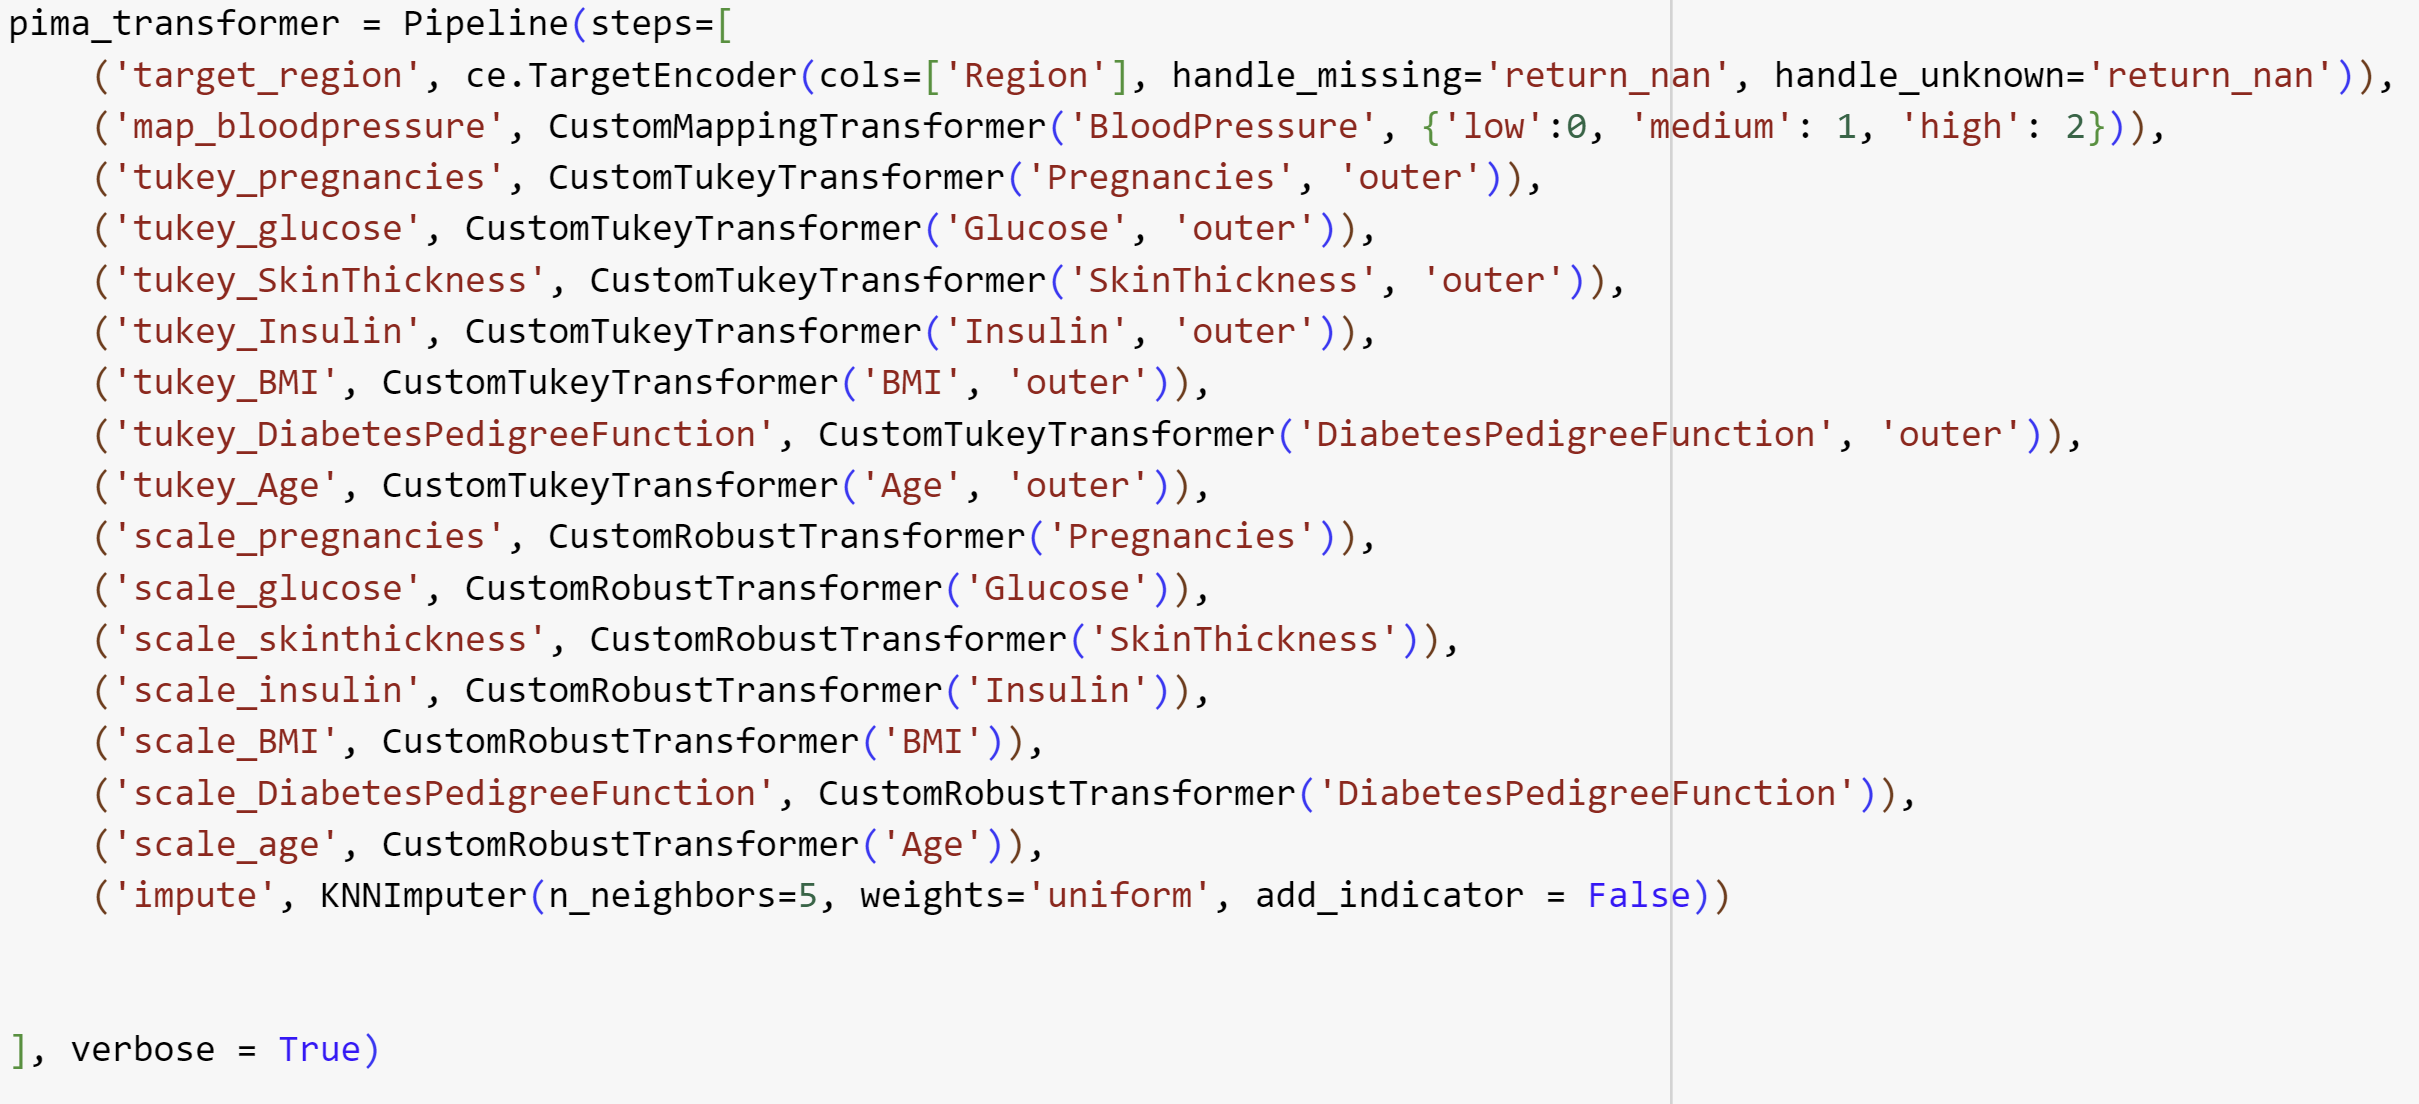 pima_transformer = Pipeline(steps=[
    ('target_region', ce.TargetEncoder(cols=['Region'], handle_missing='return_nan', handle_unknown='return_nan')),
    ('map_bloodpressure', CustomMappingTransformer('BloodPressure', {'low':0, 'medium': 1, 'high': 2})),
    ('tukey_pregnancies', CustomTukeyTransformer('Pregnancies', 'outer')),
    ('tukey_glucose', CustomTukeyTransformer('Glucose', 'outer')),
    ('tukey_SkinThickness', CustomTukeyTransformer('SkinThickness', 'outer')),
    ('tukey_Insulin', CustomTukeyTransformer('Insulin', 'outer')),
    ('tukey_BMI', CustomTukeyTransformer('BMI', 'outer')),
    ('tukey_DiabetesPedigreeFunction', CustomTukeyTransformer('DiabetesPedigreeFunction', 'outer')),
    ('tukey_Age', CustomTukeyTransformer('Age', 'outer')),
    ('scale_pregnancies', CustomRobustTransformer('Pregnancies')),
    ('scale_glucose', CustomRobustTransformer('Glucose')),
    ('scale_skinthickness', CustomRobustTransformer('SkinThickness')),
    ('scale_insulin', CustomRobustTransformer('Insulin')),
    ('scale_BMI', CustomRobustTransformer('BMI')),
    ('scale_DiabetesPedigreeFunction', CustomRobustTransformer('DiabetesPedigreeFunction')),
    ('scale_age', CustomRobustTransformer('Age')),
    ('impute', KNNImputer(n_neighbors=5, weights='uniform', add_indicator = False))
], verbose = True)